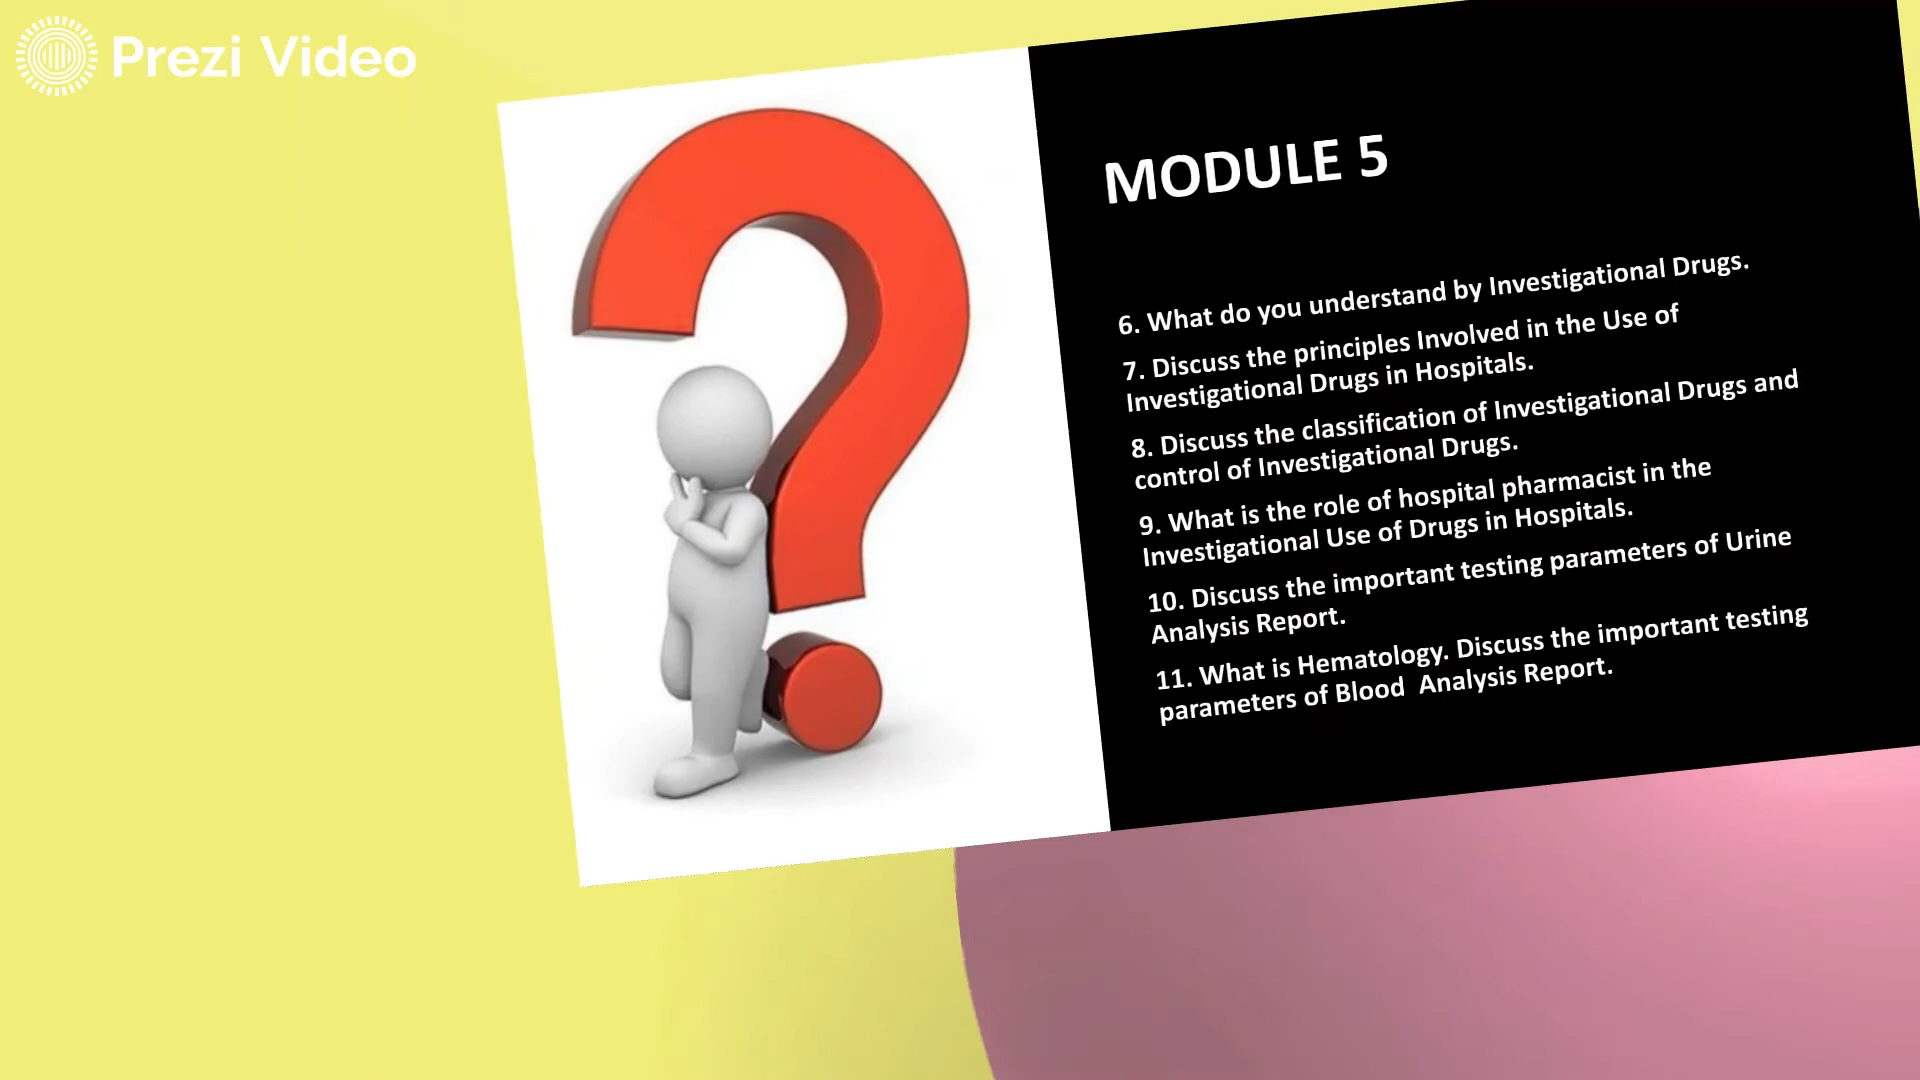 Prezi Video
MODULE 5
6. What do you understand by Investigational Drugs.
7. Discuss the principles Involved in the Use of
Investigational Drugs in Hospitals.
8. Discuss the classification of Investigational Drugs and
control of Investigational Drugs.
9. What is the role of hospital pharmacist in the
Investigational Use of Drugs in Hospitals.
10. Discuss the important testing parameters of Urine
Analysis Report.
11. What is Hematology. Discuss the important testing
parameters of Blood  Analysis Report.